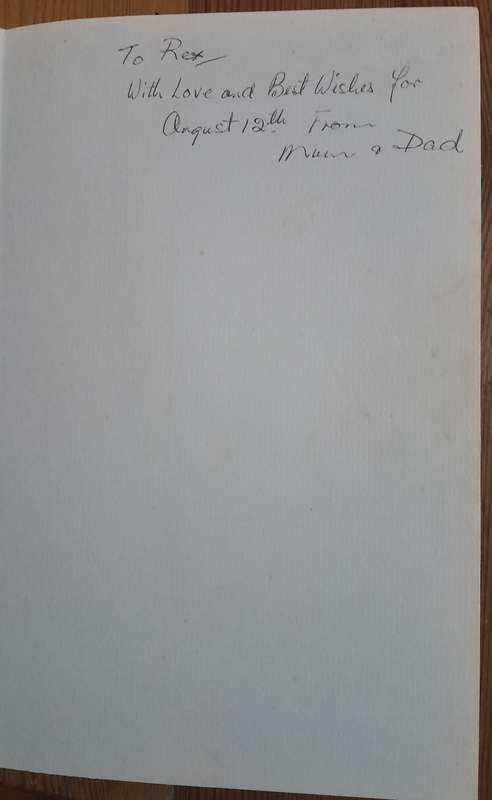 To Rex
With Love and Best Wishes for
August 12th. From
Mum & Dad